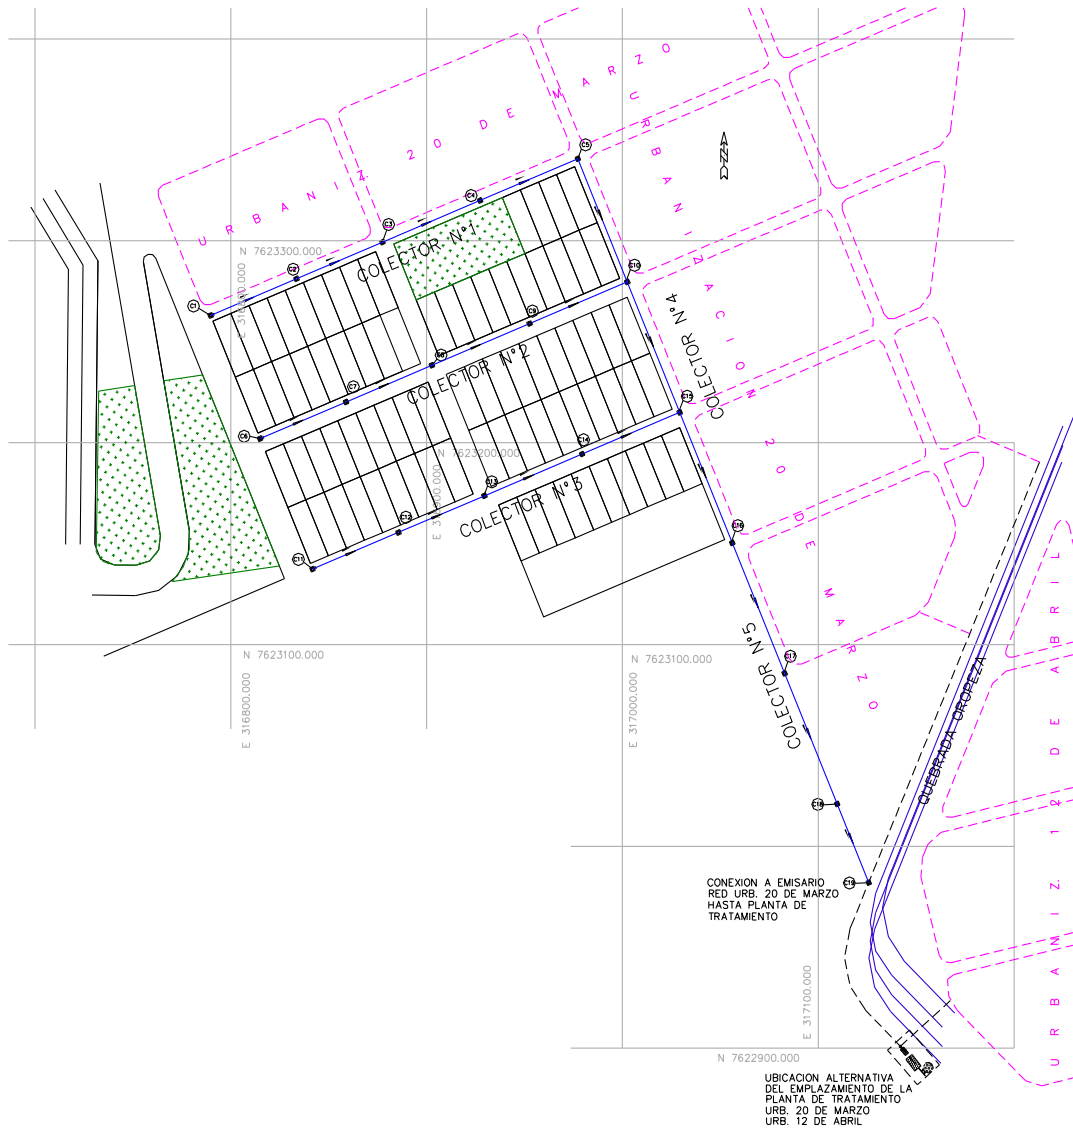 URBANIZ. 20 DE MARZO
URBANIZACION 20 DE MARZO
C5
C4
C3
COLECTOR N°1
N 7623300.000
C2
C10
C1
E 316800.000
COLECTOR N°4
C9
COLECTOR N°2
C7
C15
C6
N 7623200.000
C14
E 316900.000
C13
COLECTOR N°3
C12
C16
C11
URBANIZ. 12 DE ABRIL
COLECTOR N°5
C17
N 7623100.000
N 7623100.000
E 316800.000
E 317000.000
QUEBRADA OROPEZA
C18
CONEXION A EMISARIO
RED URB. 20 DE MARZO
HASTA PLANTA DE
TRATAMIENTO
C19
E 317100.000
N 7622900.000
UBICACION ALTERNATIVA
DEL EMPLAZAMIENTO DE LA
PLANTA DE TRATAMIENTO
URB. 20 DE MARZO
URB. 12 DE ABRIL